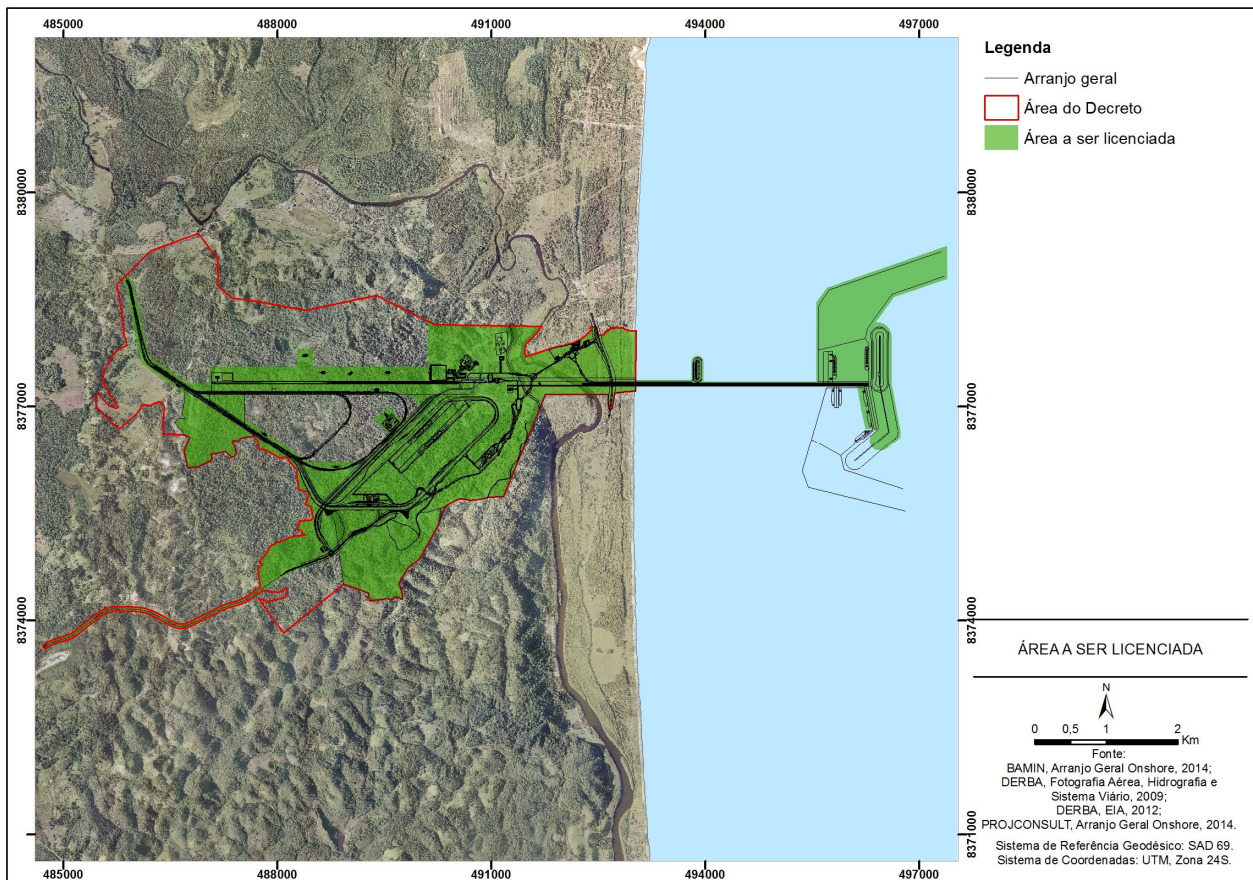 485000
488000
491000
494000
497000
8380000
8380000
8377000
8377000
8374000
8374000
8371000
485000
488000
491000
494000
497000
Legenda
Arranjo geral
Área do Decreto
Área a ser licenciada
ÁREA A SER LICENCIADA
N
0 0,5 1 2
Km
Fonte:
BAMIN, Arranjo Geral Onshore, 2014;
DERBA, Fotografia Aérea, Hidrografia e
Sistema Viário, 2009;
DERBA, EIA, 2012;
PROJCONSULT, Arranjo Geral Onshore, 2014.
Sistema de Referência Geodésico: SAD 69.
Sistema de Coordenadas: UTM, Zona 24S.